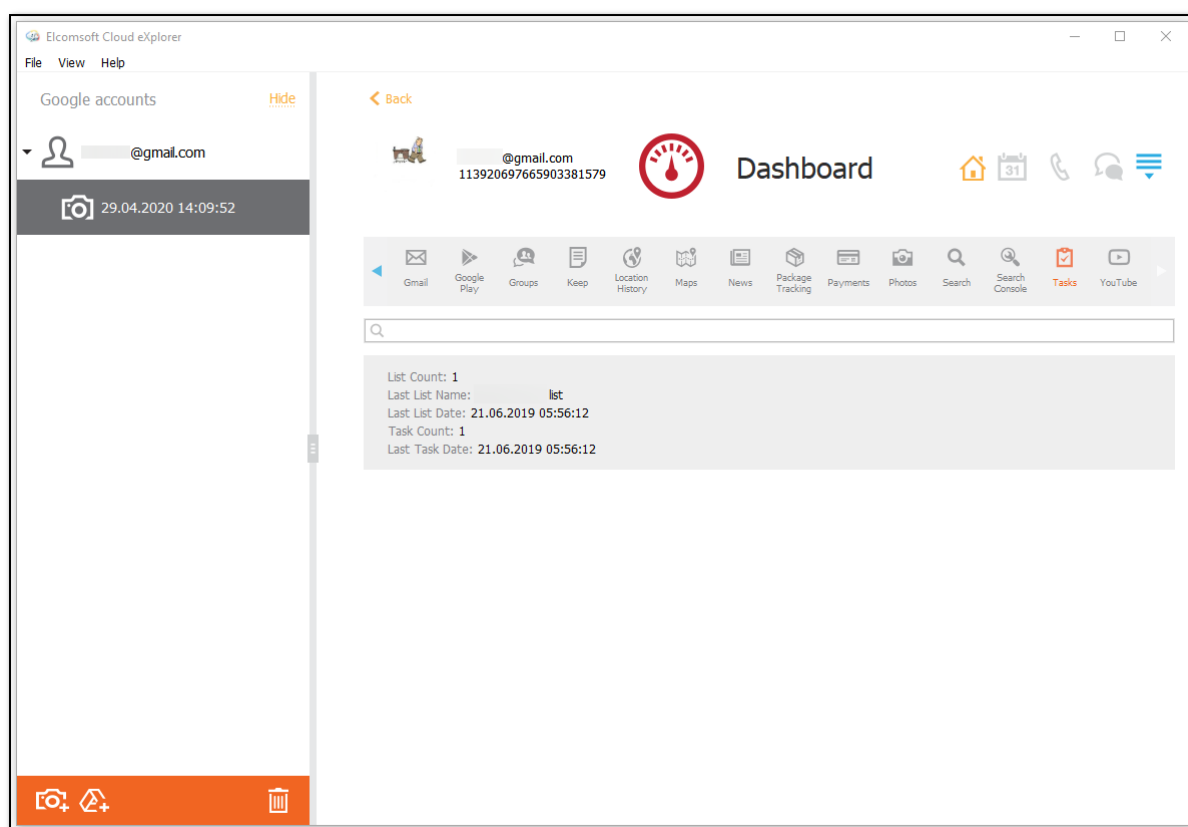 Elcomsoft Cloud eXplorer
File View Help
Google accounts Hide
@gmail.com
29.04.2020 14:09:52
Back
@gmail.com
113920697665903381579
Dashboard
31
Gmail
Google Play
Groups
Keep
Location History
Maps
News
Package Tracking
Payments
Photos
Search
Search Console
Tasks
YouTube
List Count: 1
Last List Name: list
Last List Date: 21.06.2019 05:56:12
Task Count: 1
Last Task Date: 21.06.2019 05:56:12